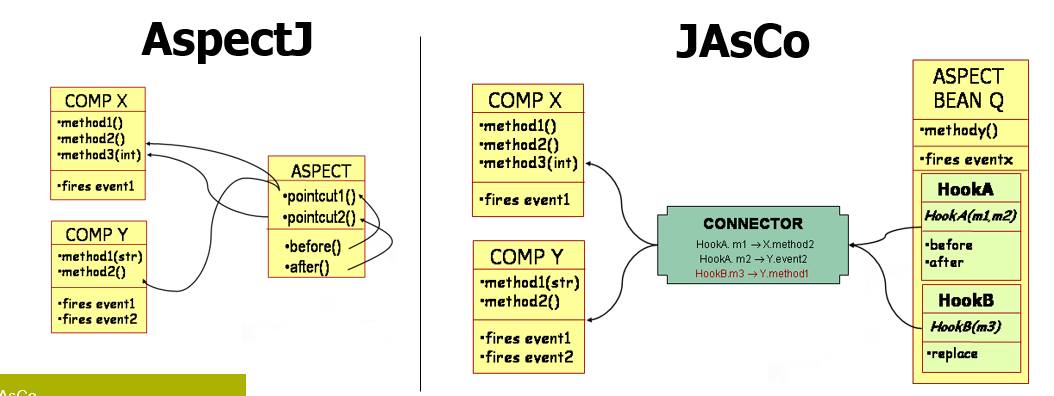 AspectJ
COMP X
•method1()
•method2()
•method3(int)
•fires event1
COMP Y
•method1(str)
•method2()
•fires event1
•fires event2
ASPECT
•pointcut1()
•pointcut2()
•before()
•after()
JAsCo
COMP X
•method1()
•method2()
•method3(int)
•fires event1
COMP Y
•method1(str)
•method2()
•fires event1
•fires event2
CONNECTOR
HookA. m1 → X.method2
HookA. m2 → Y.event2
HookB.m3 → Y.method1
ASPECT
BEAN Q
•methody()
•fires eventx
HookA
HookA(m1,m2)
•before
•after
HookB
HookB(m3)
•replace
AsCo